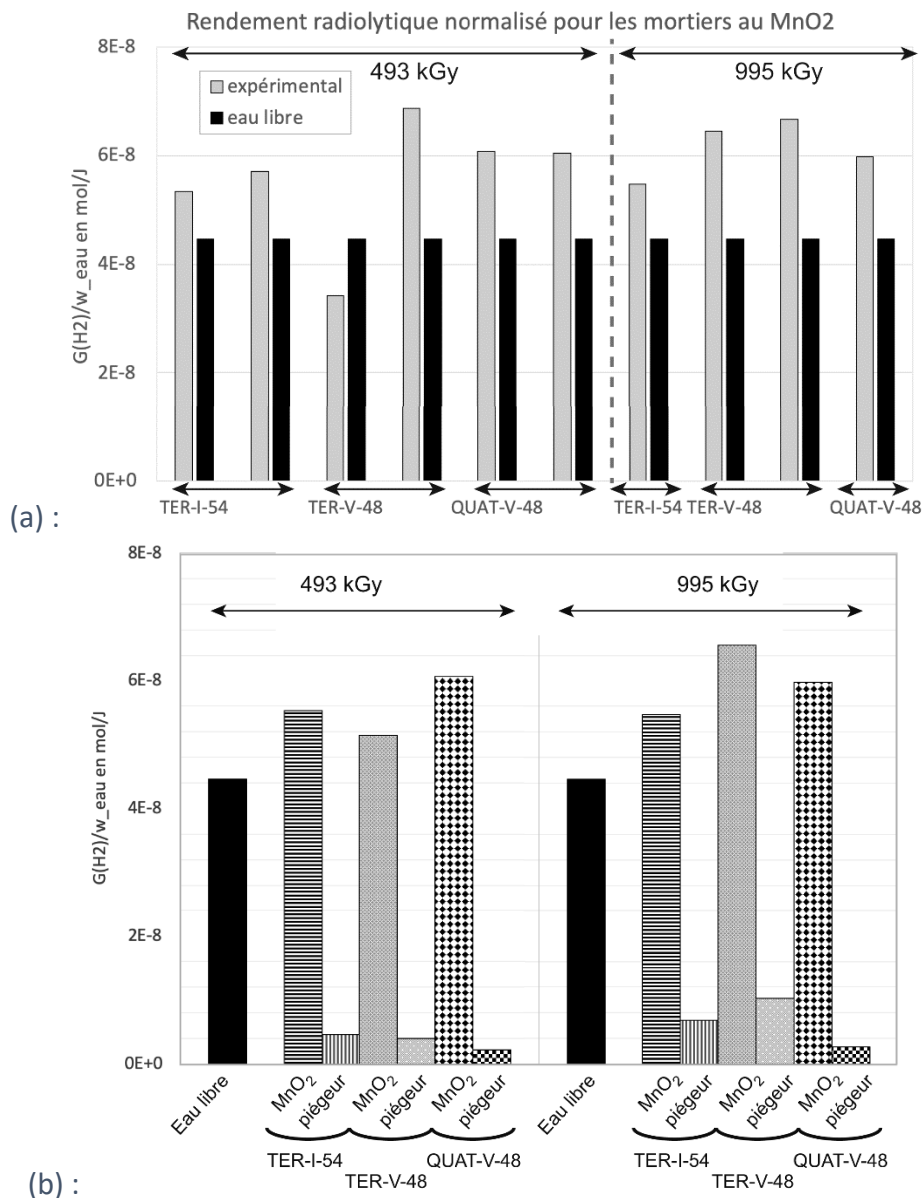 Rendement radiolytique normalisé pour les mortiers au MnO2
8E-8
493 kGy
995 kGy
expérimental
eau libre
6E-8
G(H2)/w_eau en mol/J
4E-8
2E-8
0E+0
TER-I-54
TER-V-48
QUAT-V-48
TER-I-54
TER-V-48
QUAT-V-48
(a) :
8E-8
493 kGy
995 kGy
6E-8
G(H2)/w_eau en mol/J
4E-8
2E-8
0E+0
Eau libre
MnO₂
piégeur
MnO₂
piégeur
MnO₂
piégeur
Eau libre
MnO₂
piégeur
MnO₂
piégeur
MnO₂
piégeur
TER-I-54
QUAT-V-48
TER-I-54
QUAT-V-48
TER-V-48
TER-V-48
(b) :